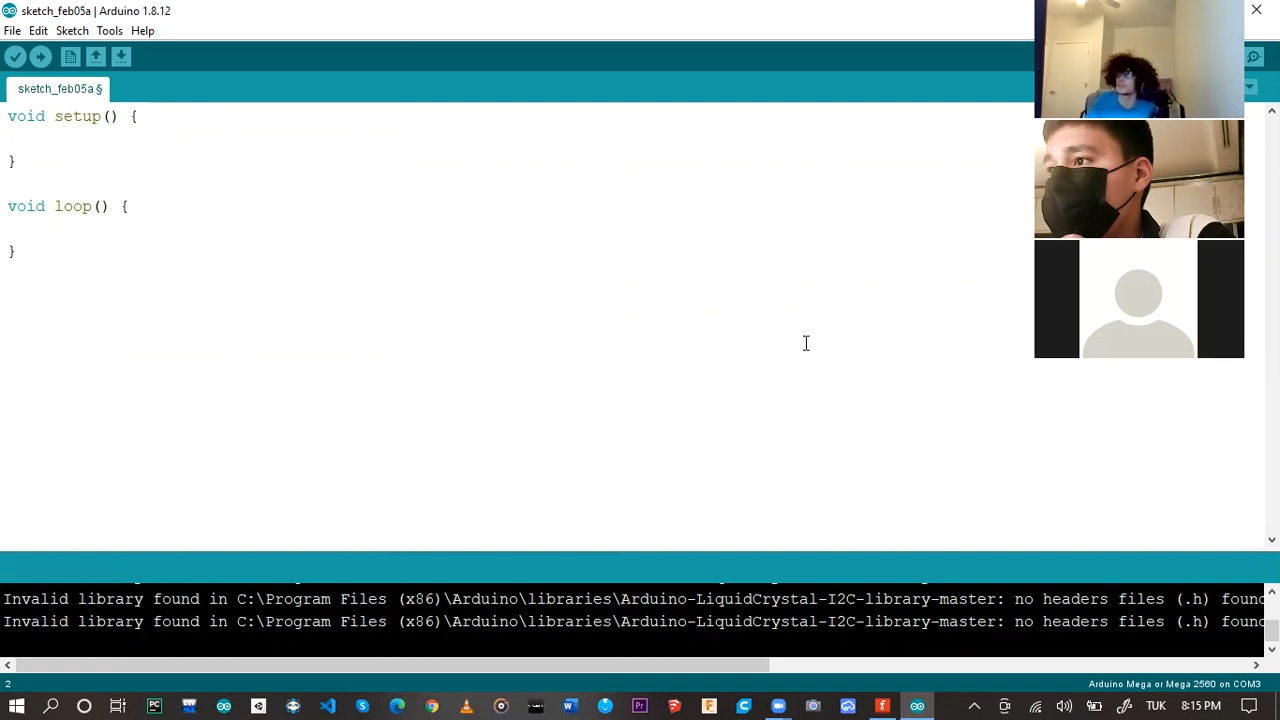 sketch_feb05a | Arduino 1.8.12
File Edit Sketch Tools Help
sketch_feb05a §
void setup() {
}
void loop() {
}
Invalid library found in C:\Program Files (x86)\Arduino\libraries\Arduino-LiquidCrystal-I2C-library-master: no headers files (.h) found
Invalid library found in C:\Program Files (x86)\Arduino\libraries\Arduino-LiquidCrystal-I2C-library-master: no headers files (.h) found
2
Arduino Mega or Mega 2560 on COM3
PC
Pr
TUK
8:15 PM